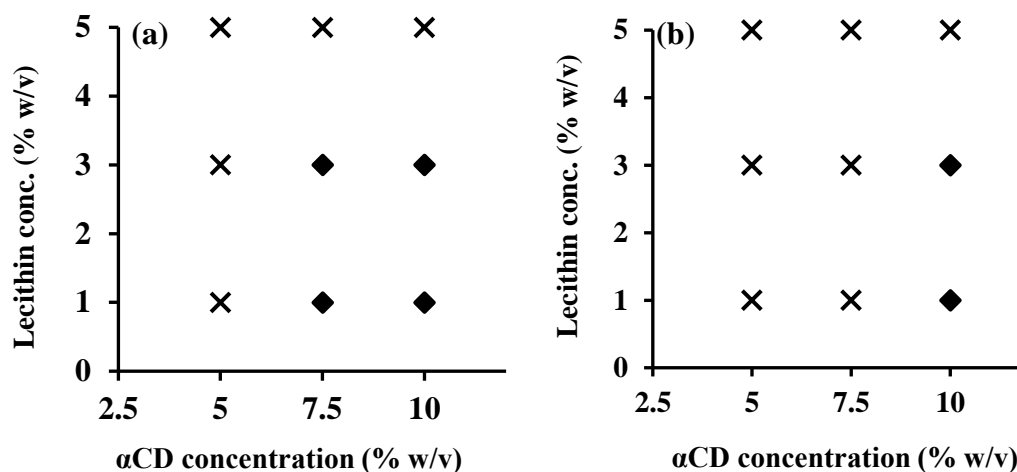 (a)
Lecithin conc. (% w/v)
5
4
3
2
1
0
2.5 5 7.5 10
αCD concentration (% w/v)
(b)
Lecithin conc. (% w/v)
5
4
3
2
1
0
2.5 5 7.5 10
αCD concentration (% w/v)